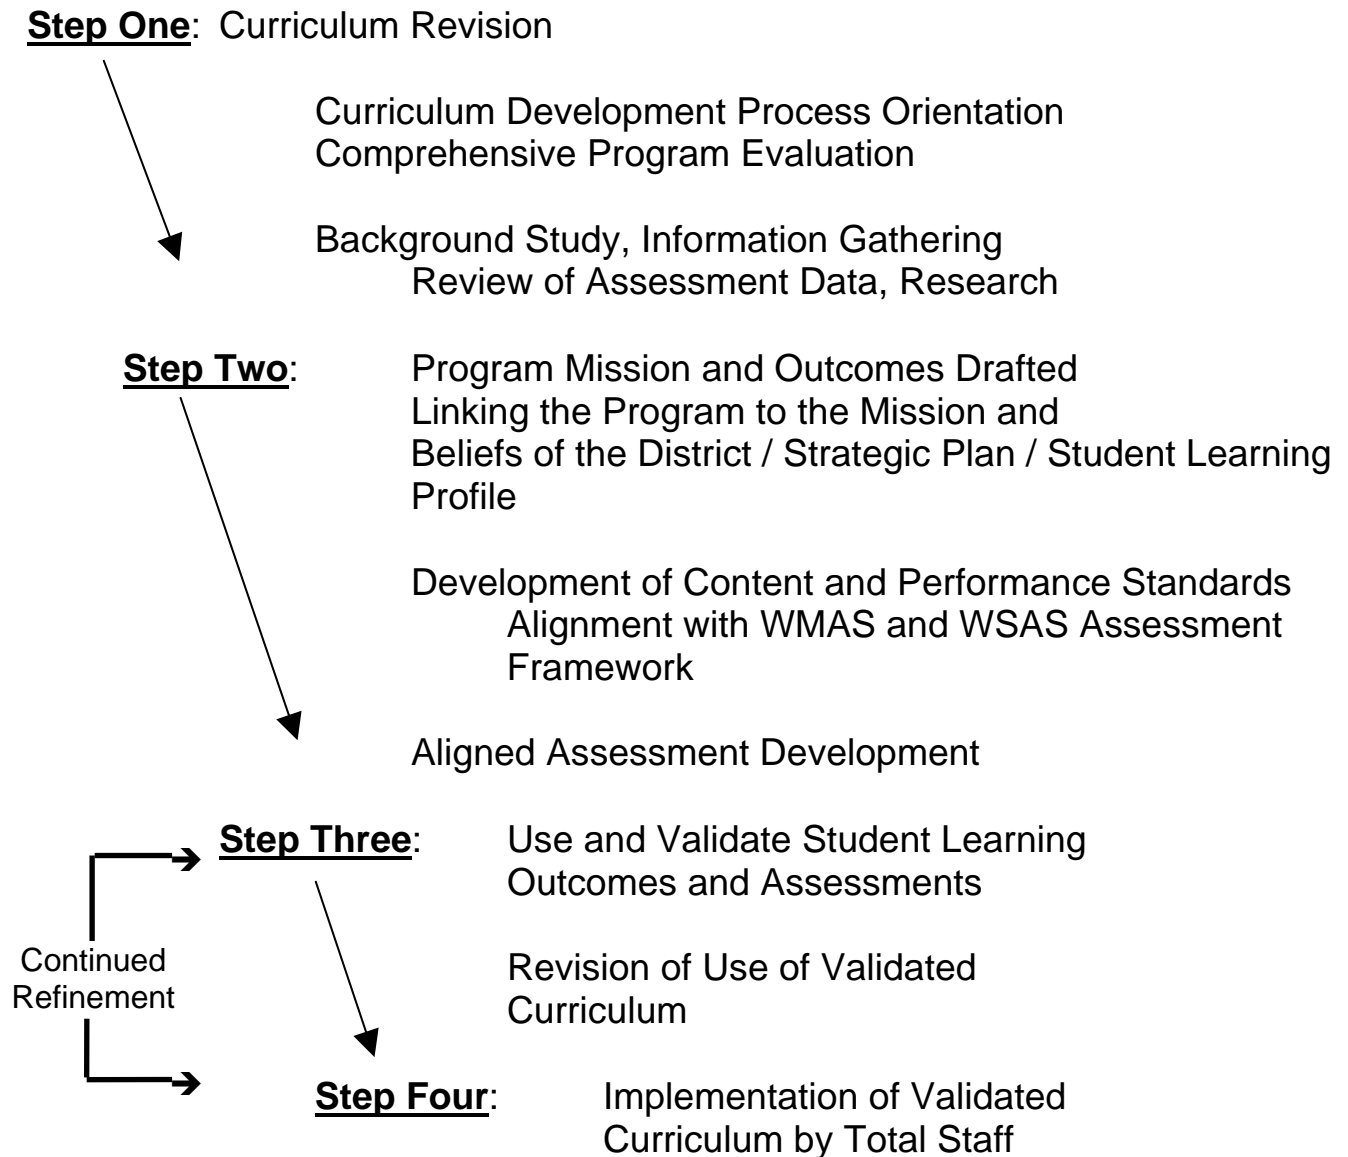 Step One: Curriculum Revision
Curriculum Development Process Orientation
Comprehensive Program Evaluation
Background Study, Information Gathering
Review of Assessment Data, Research
Step Two: Program Mission and Outcomes Drafted
Linking the Program to the Mission and
Beliefs of the District / Strategic Plan / Student Learning
Profile
Development of Content and Performance Standards
Alignment with WMAS and WSAS Assessment
Framework
Aligned Assessment Development
Step Three: Use and Validate Student Learning
Outcomes and Assessments
Continued
Refinement
Revision of Use of Validated
Curriculum
Step Four: Implementation of Validated
Curriculum by Total Staff